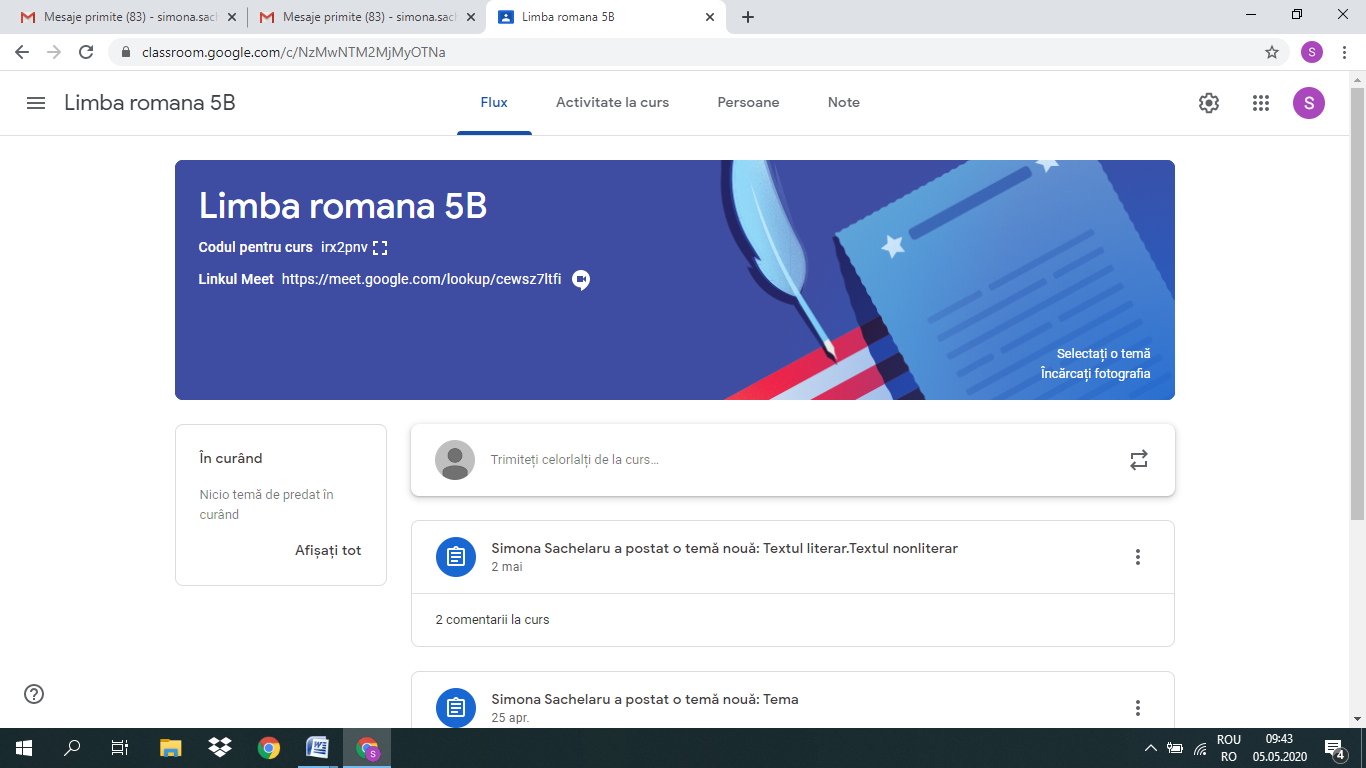 Mesaje primite (83) - simona.sach
Mesaje primite (83) - simona.sach
Limba romana 5B
classroom.google.com/c/NzMwNTM2MjMyOTNa
S
Limba romana 5B
Flux
Activitate la curs
Persoane
Note
S
Limba romana 5B
Codul pentru curs irx2pnv
Linkul Meet https://meet.google.com/lookup/cewsz7ltfi
Selectați o temă
Încărcați fotografia
În curând
Nicio temă de predat în
curând
Afișați tot
Trimiteți celorlalți de la curs…
Simona Sachelaru a postat o temă nouă: Textul literar.Textul nonliterar
2 mai
2 comentarii la curs
Simona Sachelaru a postat o temă nouă: Tema
25 apr.
S
ROU
RO
09:43
05.05.2020
4